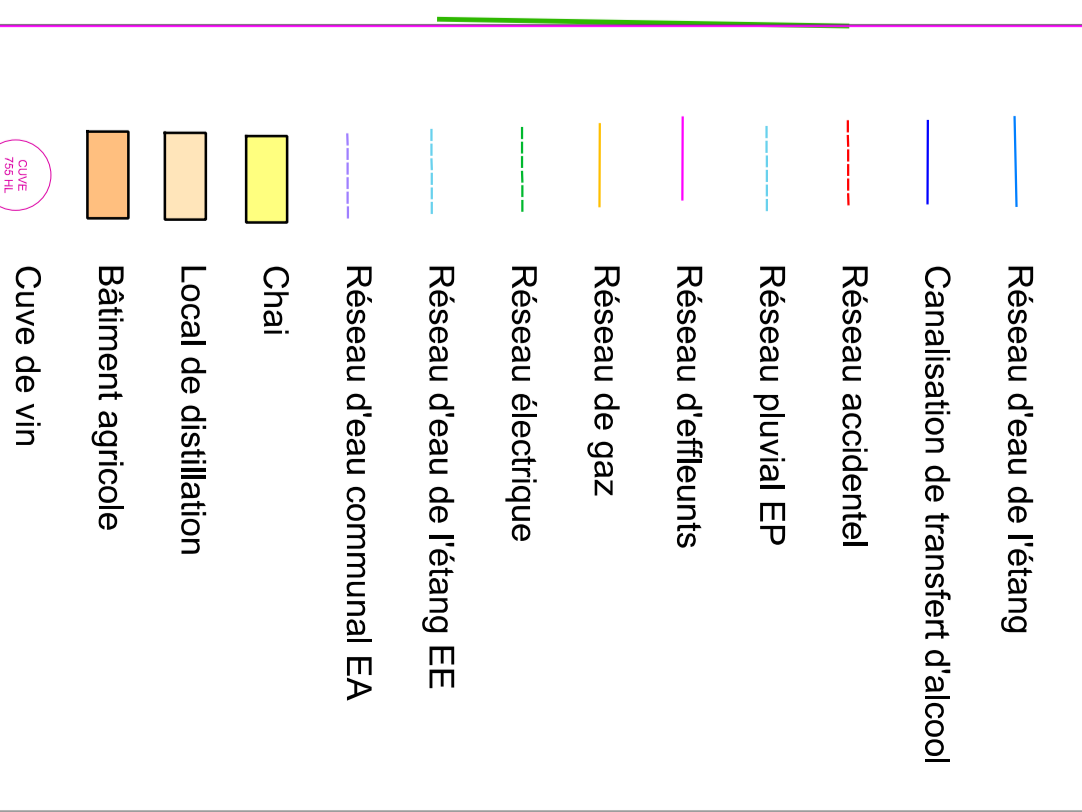 Réseau d'eau de l'étang
Canalisation de transfert d'alcool
Réseau accidentel
Réseau pluvial EP
Réseau d'effleunts
Réseau de gaz
Réseau électrique
Réseau d'eau de l'étang EE
Réseau d'eau communal EA
Chai
Local de distillation
Bâtiment agricole
CUVE
755 HL
Cuve de vin